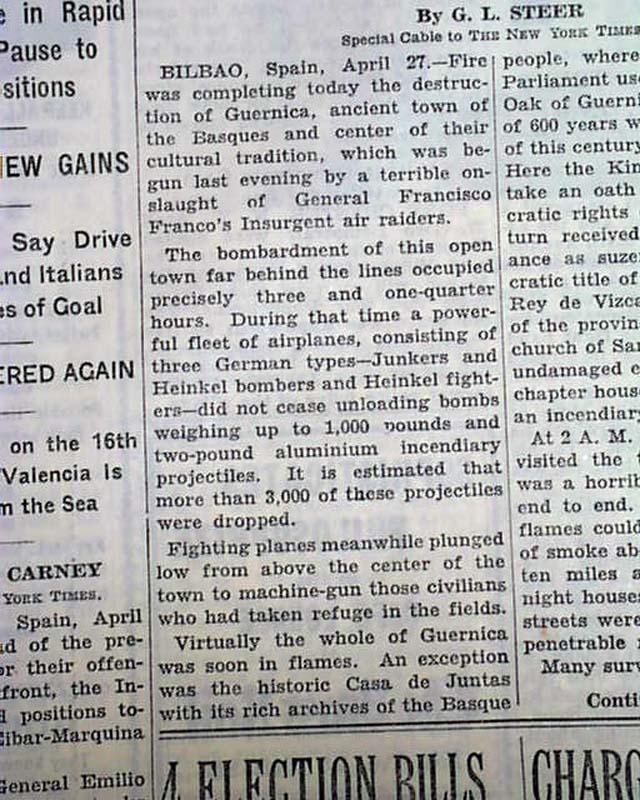 e in Rapid
Pause to
sitions
EW GAINS
Say Drive
nd Italians
es of Goal
ERED AGAIN
on the 16th
Valencia Is
m the Sea
CARNEY
YORK TIMES.
Spain, April
d of the pre-
or their offen-
front, the In-
d positions to-
Eibar-Marquina
General Emilio
By G. L. STEER
Special Cable to THE NEW YORK TIMES
BILBAO, Spain, April 27.—Fire
was completing today the destruc-
tion of Guernica, ancient town of
the Basques and center of their
cultural tradition, which was be-
gun last evening by a terrible on-
slaught of General Francisco
Franco's Insurgent air raiders.
The bombardment of this open
town far behind the lines occupied
precisely three and one-quarter
hours. During that time a power-
ful fleet of airplanes, consisting of
three German types—Junkers and
Heinkel bombers and Heinkel fight-
ers—did not cease unloading bombs
weighing up to 1,000 pounds and
two-pound aluminium incendiary
projectiles. It is estimated that
more than 3,000 of these projectiles
were dropped.
Fighting planes meanwhile plunged
low from above the center of the
town to machine-gun those civilians
who had taken refuge in the fields.
Virtually the whole of Guernica
was soon in flames. An exception
was the historic Casa de Juntas
with its rich archives of the Basque
people, where
Parliament us
Oak of Guerni
of 600 years w
of this century
Here the Kin
take an oath
cratic rights
turn received
ance as suze
cratic title of
Rey de Vizca
of the provin
church of San
undamaged e
chapter hous
an incendiary
At 2 A. M.
visited the t
was a horrib
end to end.
flames could
of smoke ab
ten miles a
night houses
streets were
penetrable r
Many surv
Conti
4 ELECTION BILLS
CHARG